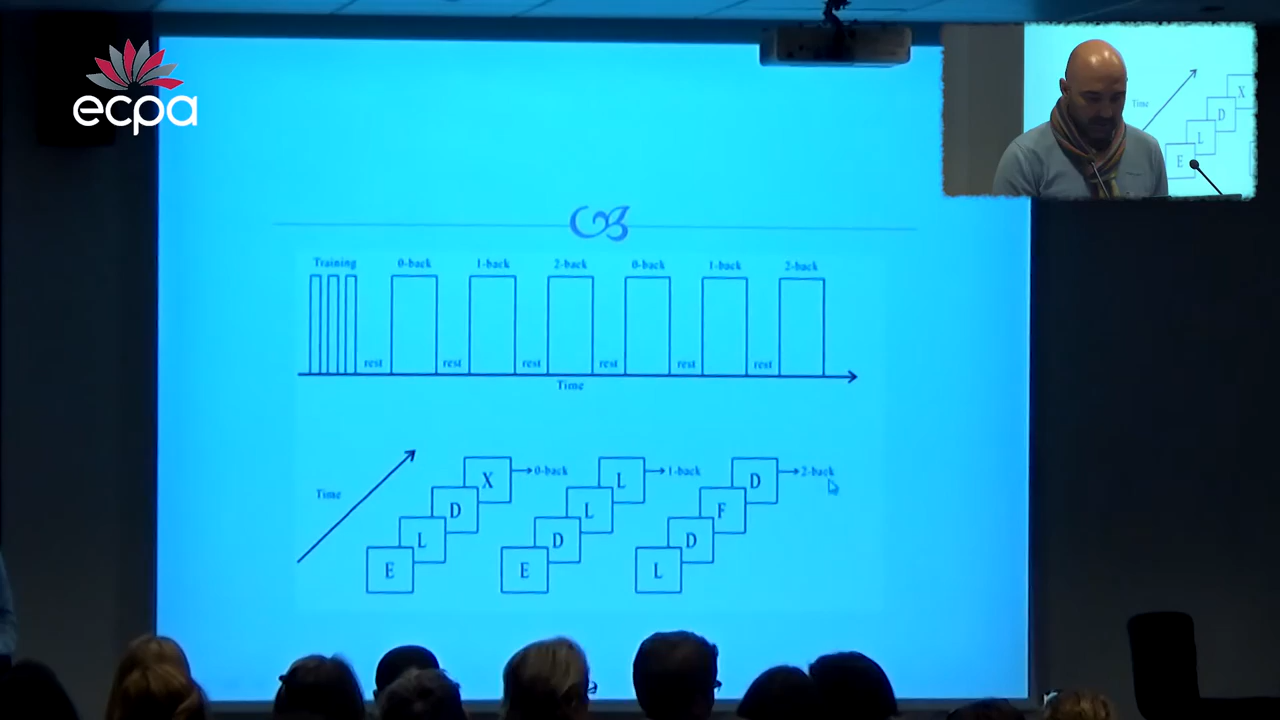 ecpa
Training 0-back 1-back 2-back 0-back 1-back 2-back
rest rest rest rest rest rest
Time
Time
X →0-back L →1-back D →2-back
D L F
L D D
E E L
Time
X
D
L
E